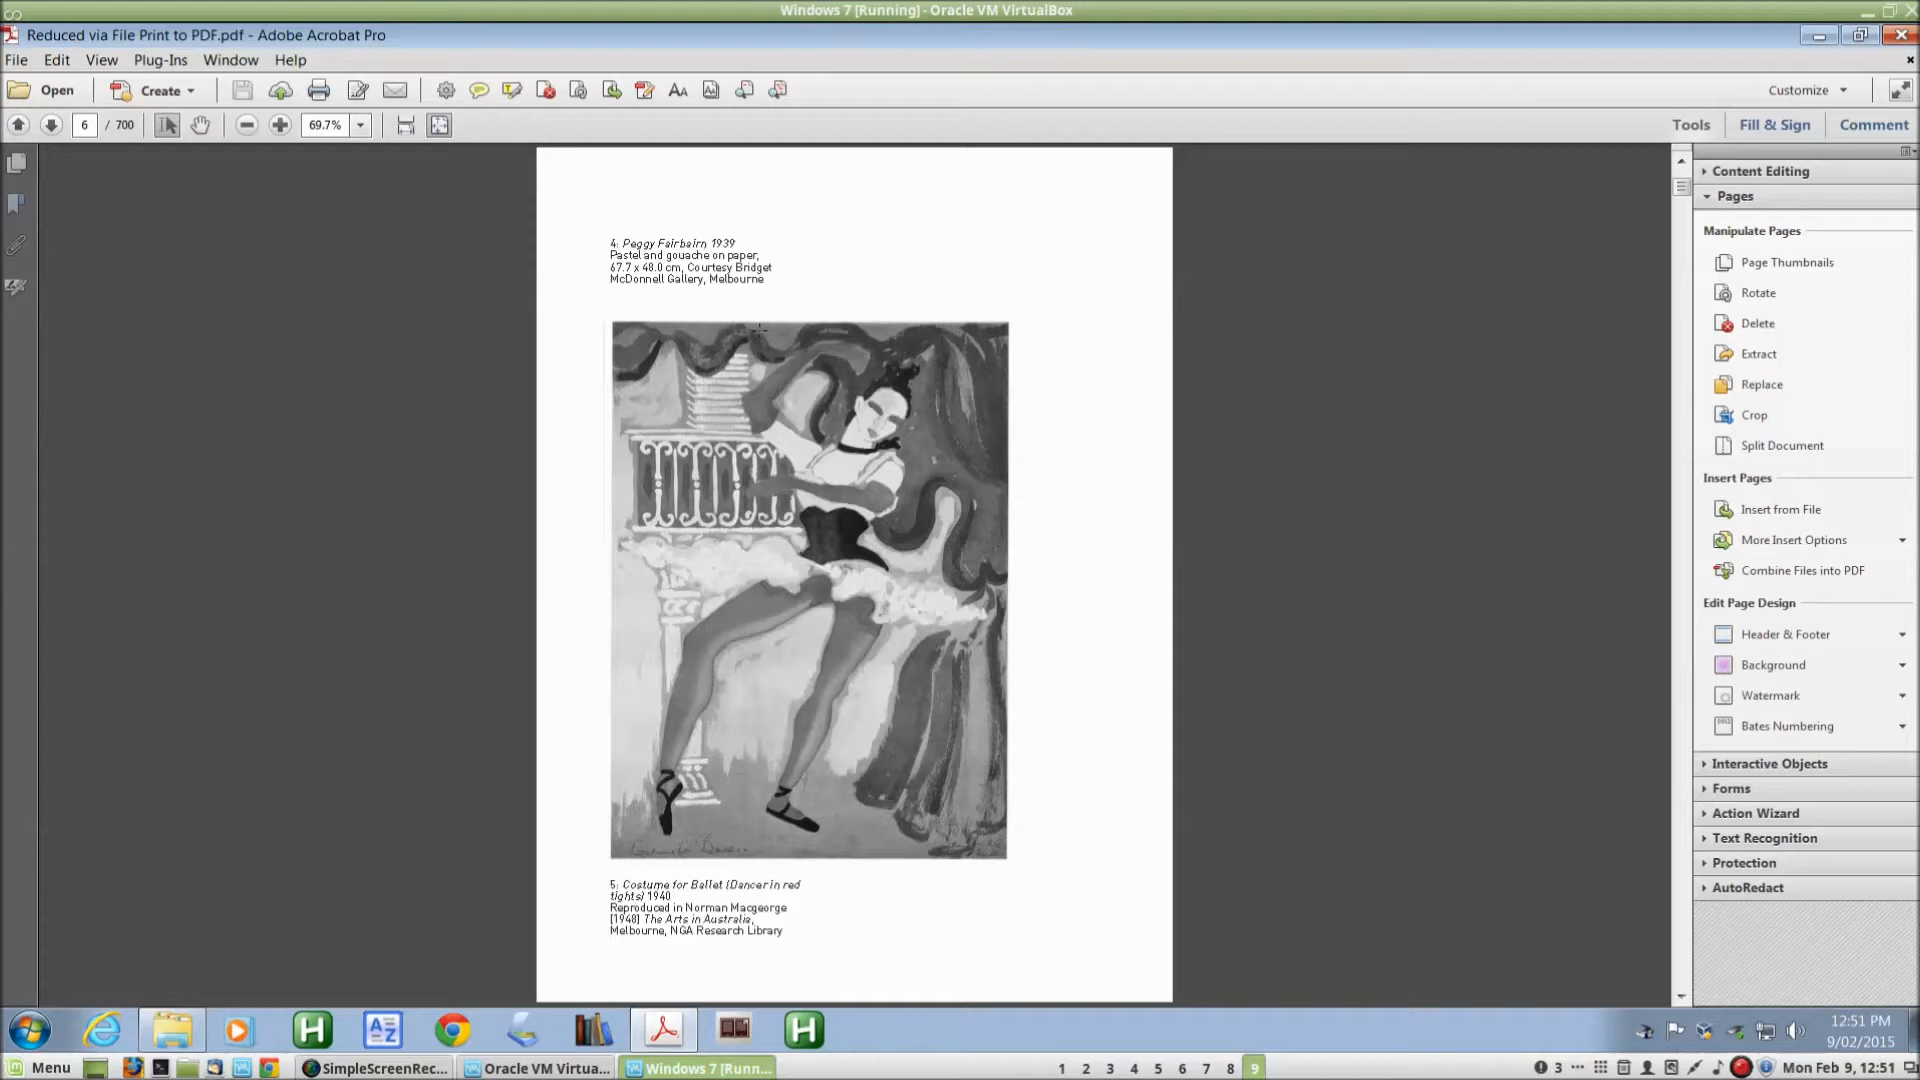 Windows 7 [Running] - Oracle VM VirtualBox
Reduced via File Print to PDF.pdf - Adobe Acrobat Pro
File Edit View Plug-Ins Window Help
Open Create Customize
6 / 700 69.7% Tools Fill & Sign Comment
Content Editing
Pages
Manipulate Pages
Page Thumbnails
Rotate
Delete
Extract
Replace
Crop
Split Document
Insert Pages
Insert from File
More Insert Options
Combine Files into PDF
Edit Page Design
Header & Footer
Background
Watermark
Bates Numbering
Interactive Objects
Forms
Action Wizard
Text Recognition
Protection
AutoRedact
4: Peggy Fairbairn 1939
Pastel and gouache on paper,
67.7 x 48.0 cm, Courtesy Bridget
McDonnell Gallery, Melbourne
5: Costume for Ballet (Dancer in red
tights) 1940
Reproduced in Norman Macgeorge
[1948] The Arts in Australia,
Melbourne, NGA Research Library
12:51 PM
9/02/2015
Menu SimpleScreenRec... Oracle VM Virtua... Windows 7 [Runn... 1 2 3 4 5 6 7 8 9 3 Mon Feb 9, 12:51